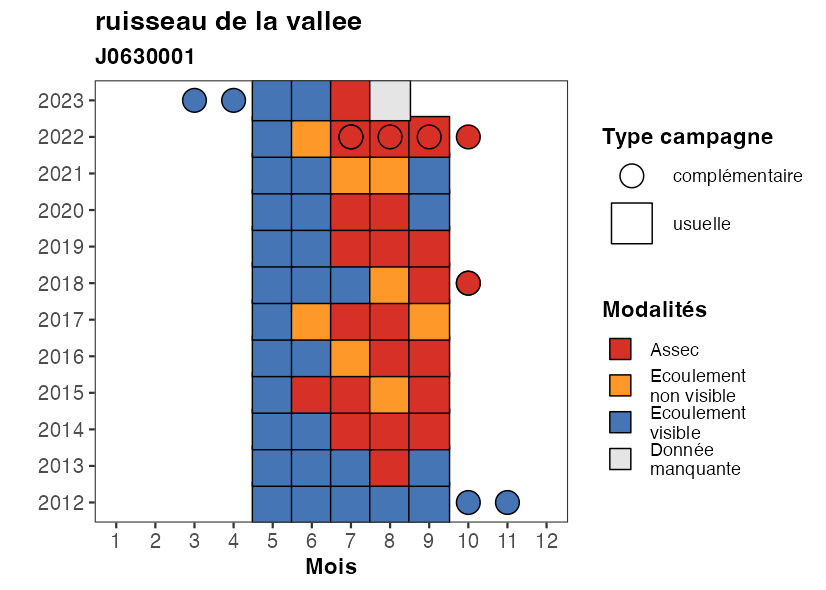 ruisseau de la vallee
J0630001
2023
2022
2021
2020
2019
2018
2017
2016
2015
2014
2013
2012
1 2 3 4 5 6 7 8 9 10 11 12
Mois
Type campagne
complémentaire
usuelle
Modalités
Assec
Ecoulement
non visible
Ecoulement
visible
Donnée
manquante